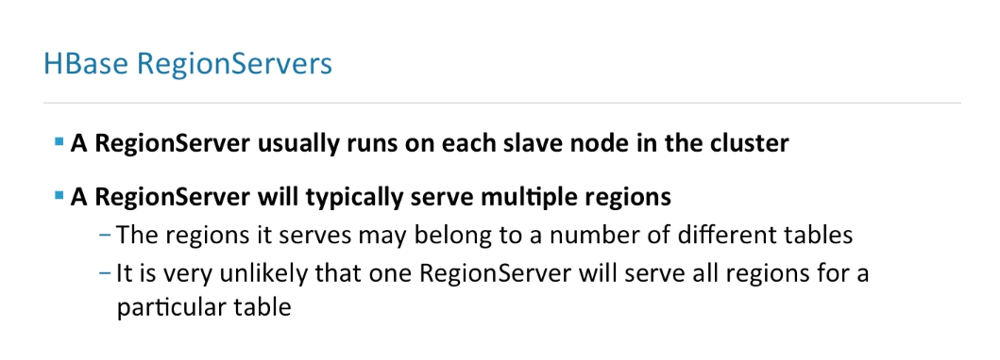 HBase RegionServers
▪ A RegionServer usually runs on each slave node in the cluster
▪ A RegionServer will typically serve multiple regions
– The regions it serves may belong to a number of different tables
– It is very unlikely that one RegionServer will serve all regions for a
particular table